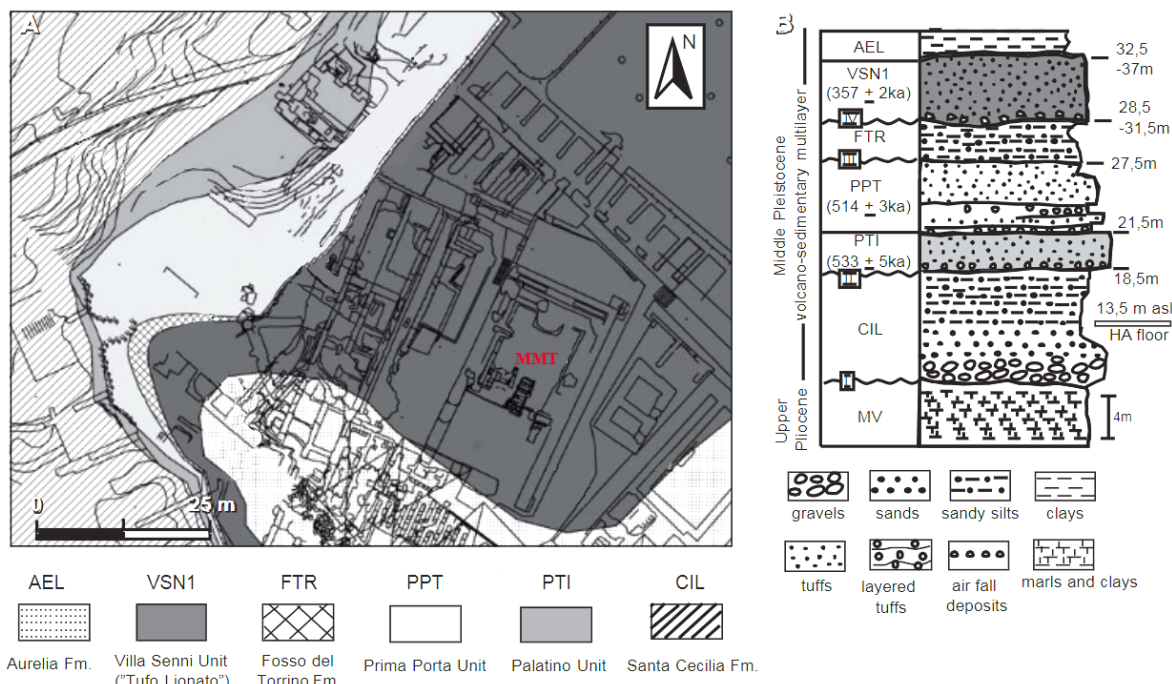 A
N
MMT
0
25 m
AEL
VSN1
FTR
PPT
PTI
CIL
Aurelia Fm.
Villa Senni Unit
("Tufo Lionato")
Fosso del
Torrino Fm
Prima Porta Unit
Palatino Unit
Santa Cecilia Fm.
B
Middle Pleistocene
volcano-sedimentary multilayer
Upper
Pliocene
AEL
VSN1
(357 ± 2ka)
IV
FTR
III
PPT
(514 ± 3ka)
PTI
(533 ± 5ka)
II
CIL
I
MV
32,5
-37m
28,5
-31,5m
27,5m
21,5m
18,5m
13,5 m asl
HA floor
4m
gravels
sands
sandy silts
clays
tuffs
layered
tuffs
air fall
deposits
marls and clays